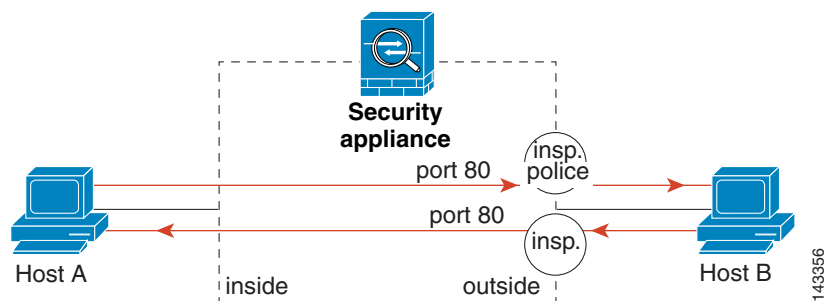 Security
appliance
insp.
police
port 80
port 80
insp.
Host A
inside
outside
Host B
143356